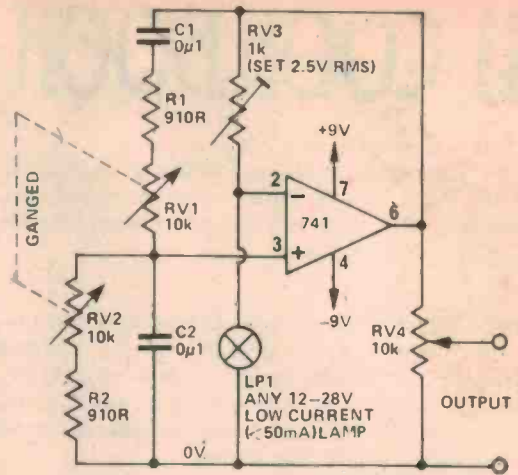 C1
0µ1
RV3
1k
(SET 2.5V RMS)
R1
910R
+9V
GANGED
RV1
10k
2
−
7
741
6
3
+
4
−9V
RV2
10k
C2
0µ1
RV4
10k
LP1
ANY 12–28V
LOW CURRENT
(<50mA) LAMP
R2
910R
OUTPUT
0V